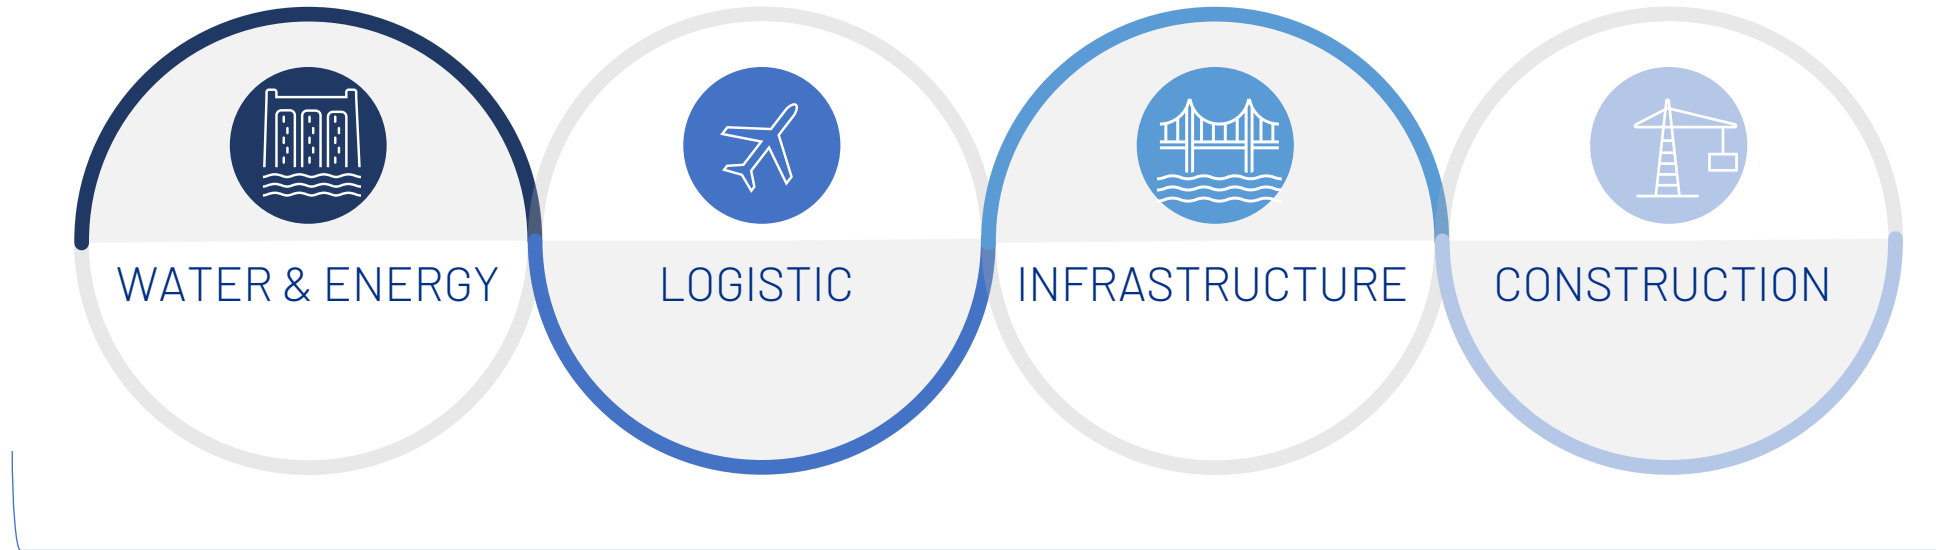 WATER & ENERGY
LOGISTIC
INFRASTRUCTURE
CONSTRUCTION